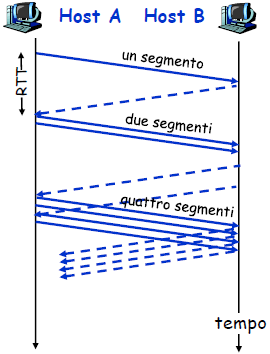 Host A Host B
un segmento
RTT
due segmenti
quattro segmenti
tempo